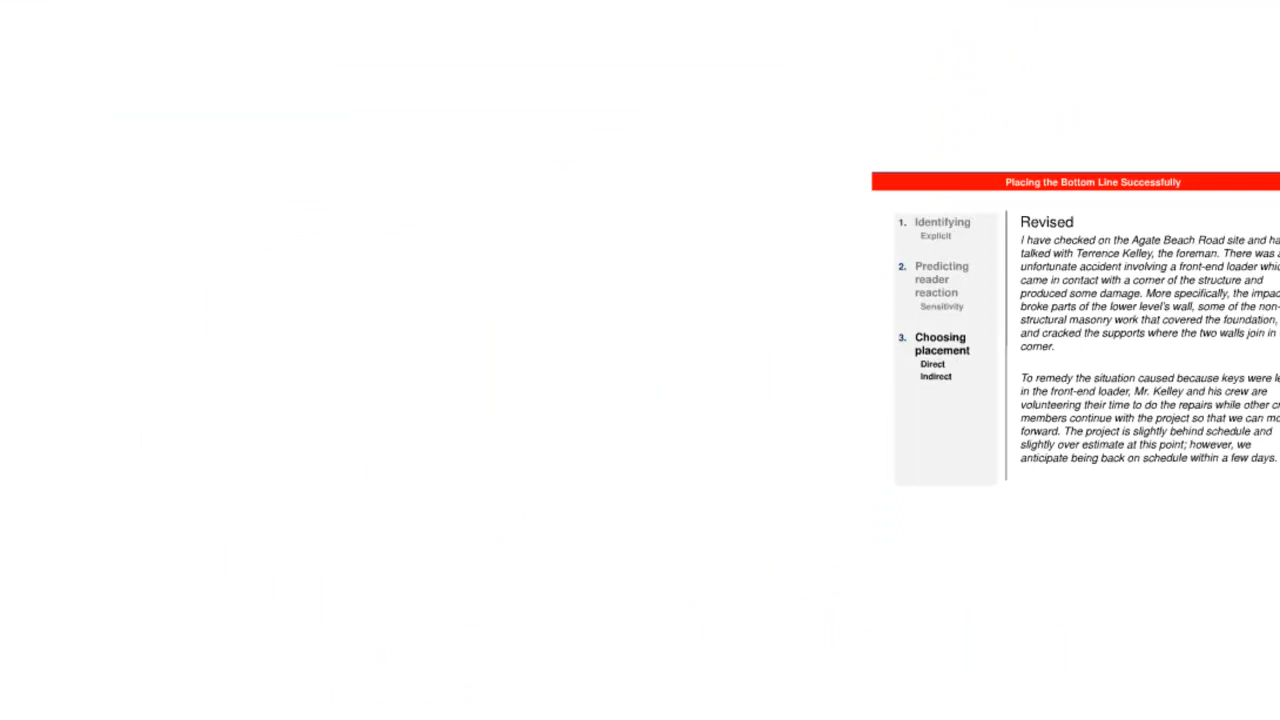 Placing the Bottom Line Successfully
1. Identifying
Explicit
2. Predicting
reader
reaction
Sensitivity
3. Choosing
placement
Direct
Indirect
Revised
I have checked on the Agate Beach Road site and ha
talked with Terrence Kelley, the foreman. There was a
unfortunate accident involving a front-end loader whic
came in contact with a corner of the structure and
produced some damage. More specifically, the impac
broke parts of the lower level's wall, some of the non-
structural masonry work that covered the foundation,
and cracked the supports where the two walls join in
corner.
To remedy the situation caused because keys were le
in the front-end loader, Mr. Kelley and his crew are
volunteering their time to do the repairs while other cr
members continue with the project so that we can mo
forward. The project is slightly behind schedule and
slightly over estimate at this point; however, we
anticipate being back on schedule within a few days.